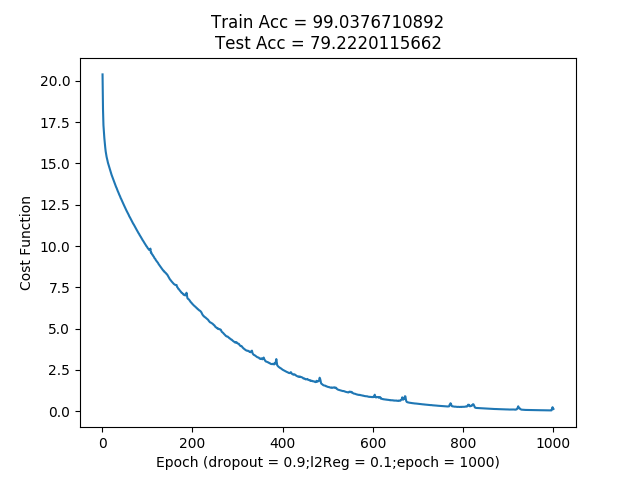 Train Acc = 99.0376710892
Test Acc = 79.2220115662
20.0
17.5
15.0
12.5
10.0
7.5
5.0
2.5
0.0
Cost Function
0 200 400 600 800 1000
Epoch (dropout = 0.9;l2Reg = 0.1;epoch = 1000)